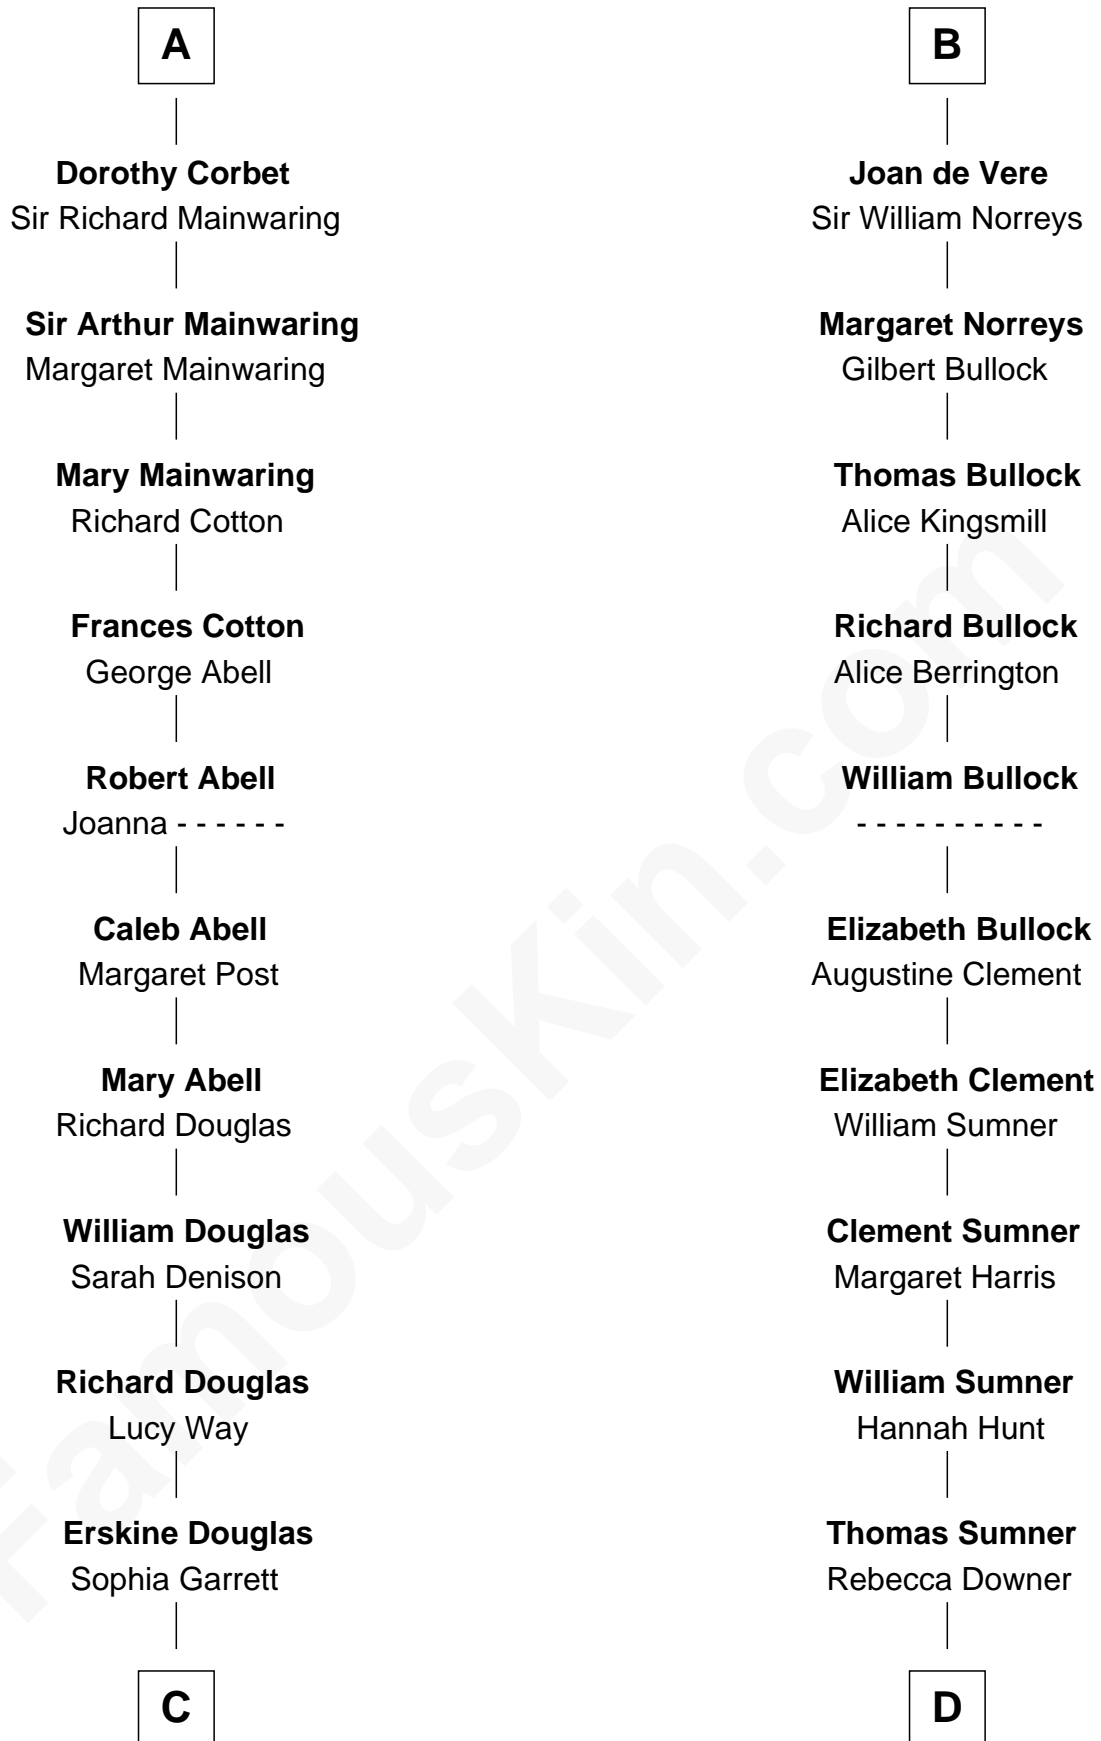 A
Dorothy Corbet
Sir Richard Mainwaring
Sir Arthur Mainwaring
Margaret Mainwaring
Mary Mainwaring
Richard Cotton
Frances Cotton
George Abell
Robert Abell
Joanna - - - - - -
Caleb Abell
Margaret Post
Mary Abell
Richard Douglas
William Douglas
Sarah Denison
Richard Douglas
Lucy Way
Erskine Douglas
Sophia Garrett
C
B
Joan de Vere
Sir William Norreys
Margaret Norreys
Gilbert Bullock
Thomas Bullock
Alice Kingsmill
Richard Bullock
Alice Berrington
William Bullock
- - - - - - - - - -
Elizabeth Bullock
Augustine Clement
Elizabeth Clement
William Sumner
Clement Sumner
Margaret Harris
William Sumner
Hannah Hunt
Thomas Sumner
Rebecca Downer
D
FamousKin.com